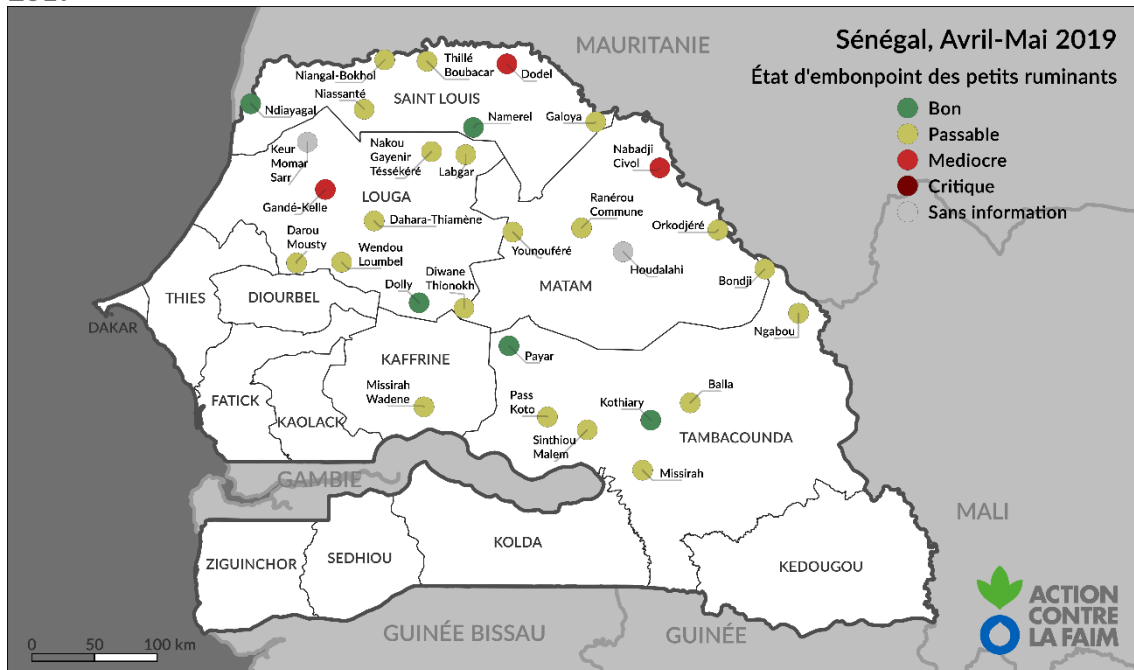 MAURITANIE
Sénégal, Avril-Mai 2019
État d'embonpoint des petits ruminants
Bon
Passable
Mediocre
Critique
Sans information
Niangal-Bokhol
Thillé
Boubacar
Dodel
Niassanté
SAINT LOUIS
Ndiayagal
Namerel
Galoya
Keur
Momar
Sarr
Nakou
Gayenir
Téssékéré
Labgar
Nabadji
Civol
Gandé-Kelle
LOUGA
Ranérou
Commune
Dahara-Thiamène
Orkodjéré
Darou
Mousty
Wendou
Loumbel
Younouféré
Houdalahi
Bondji
Dolly
Diwane
Thionokh
MATAM
THIES
DIOURBEL
DAKAR
Ngabou
KAFFRINE
Payar
Missirah
Wadene
FATICK
KAOLACK
Pass
Koto
Kothiary
Balla
Sinthiou
Malem
TAMBACOUNDA
Missirah
GAMBIE
MALI
ZIGUINCHOR
SEDHIOU
KOLDA
KEDOUGOU
GUINÉE BISSAU
GUINÉE
0 50 100 km
ACTION
CONTRE
LA FAIM